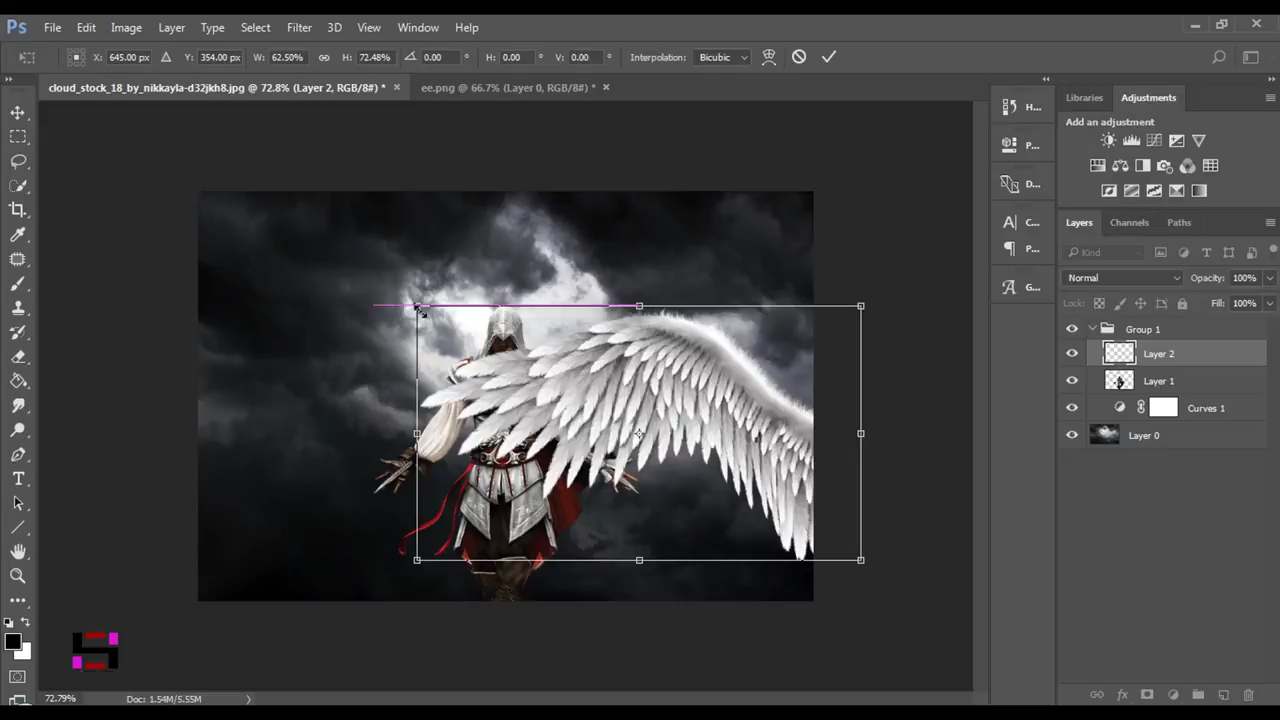 Ps File Edit Image Layer Type Select Filter 3D View Window Help
X: 645.00 px Y: 354.00 px W: 62.50% H: 72.48% 0.00 ° H: 0.00 ° V: 0.00 ° Interpolation: Bicubic
cloud_stock_18_by_nikkayla-d32jkh8.jpg @ 72.8% (Layer 2, RGB/8#) * × ee.png @ 66.7% (Layer 0, RGB/8#) * ×
H...
P...
D...
C...
P...
G...
Libraries Adjustments
Add an adjustment
Layers Channels Paths
Kind
Normal Opacity: 100%
Lock: Fill: 100%
Group 1
Layer 2
Layer 1
Curves 1
Layer 0
72.79% Doc: 1.54M/5.55M